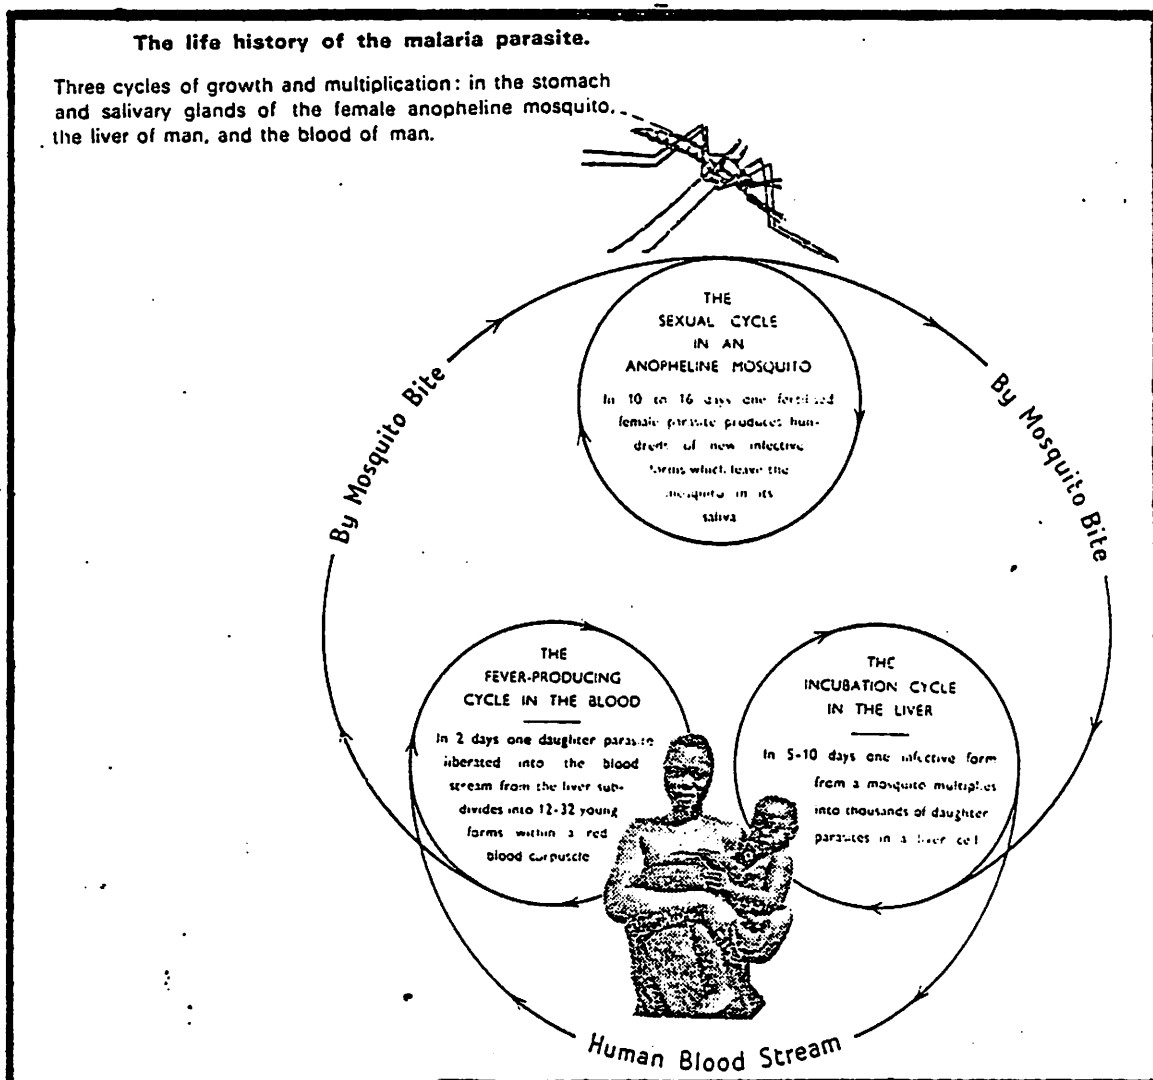 The life history of the malaria parasite.
Three cycles of growth and multiplication: in the stomach
and salivary glands of the female anopheline mosquito,
the liver of man, and the blood of man.
THE
SEXUAL CYCLE
IN AN
ANOPHELINE MOSQUITO
In 10 to 16 days one fertilised
female parasite produces hun-
dreds of new infective
forms which leave the
mosquito in its
saliva
By Mosquito Bite
By Mosquito Bite
THE
FEVER-PRODUCING
CYCLE IN THE BLOOD
In 2 days one daughter parasite
liberated into the blood
stream from the liver sub-
divides into 12-32 young
forms within a red
blood corpuscle
THE
INCUBATION CYCLE
IN THE LIVER
In 5-10 days one infective form
from a mosquito multiplies
into thousands of daughter
parasites in a liver cell
Human Blood Stream